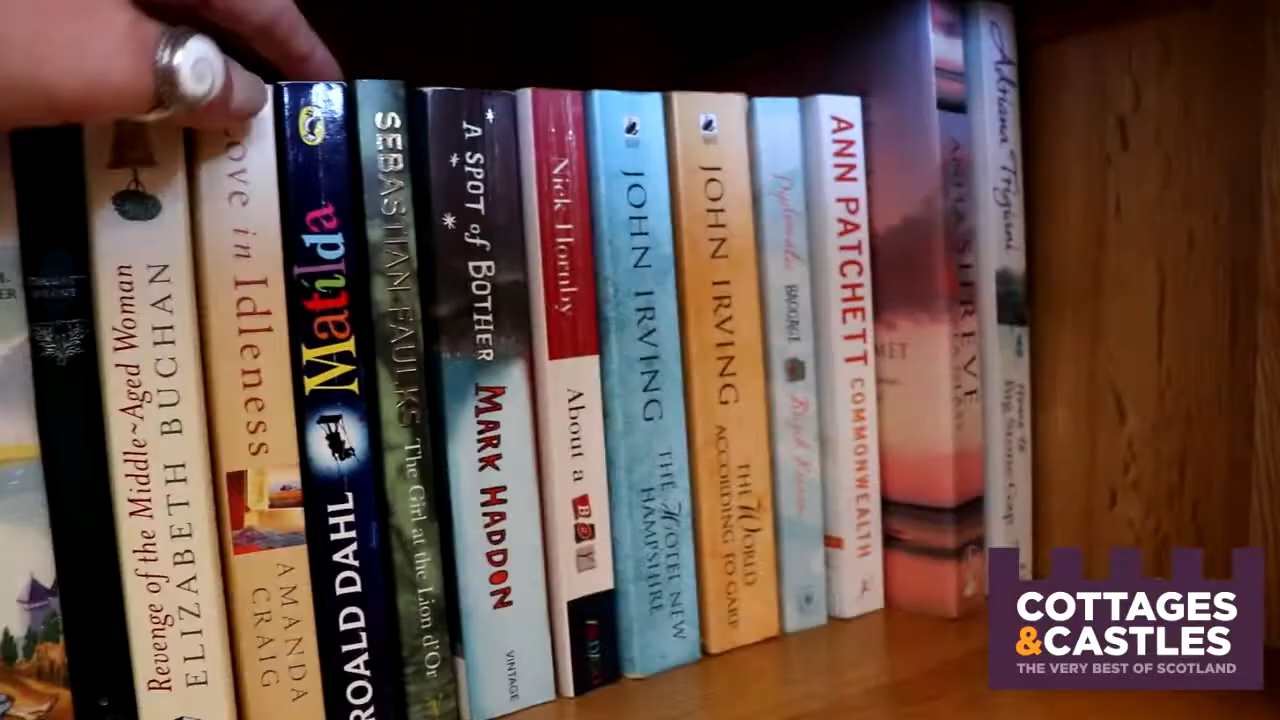 Revenge of the Middle~Aged Woman
ELIZABETH BUCHAN
ove in Idleness
AMANDA
CRAIG
Matilda
ROALD DAHL
SEBASTIAN FAULKS The Girl at the Lion d'Or
A SPOT of BOTHER
MARK HADDON
VINTAGE
Nick Hornby
About a BOY
JOHN IRVING
THE HOTEL NEW
HAMPSHIRE
JOHN IRVING
THE WORLD
ACCORDING TO GARP
BAGGAGE
ANN PATCHETT COMMONWEALTH
ANITA SHREVE
Adriana Trigiani
COTTAGES
&CASTLES
THE VERY BEST OF SCOTLAND